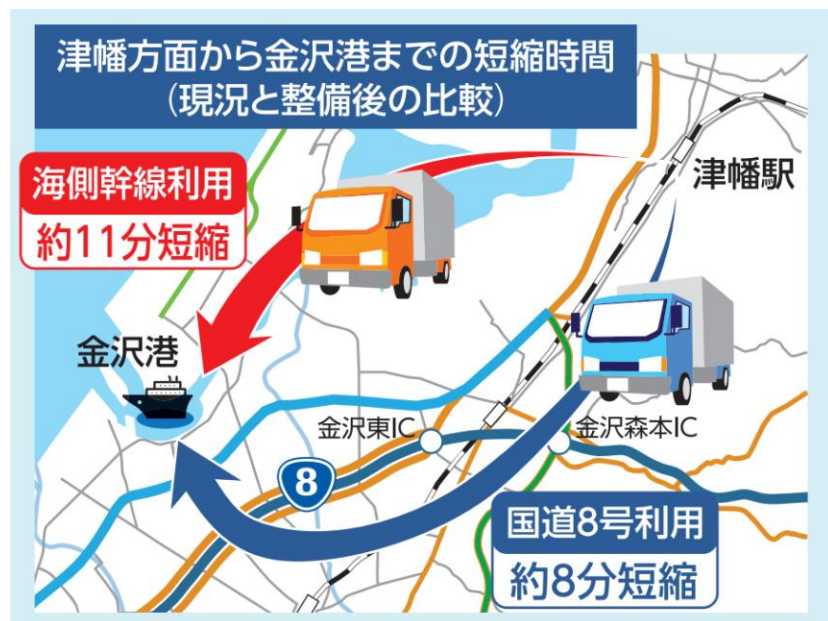 津幡方面から金沢港までの短縮時間
（現況と整備後の比較）
海側幹線利用
約11分短縮
津幡駅
金沢港
金沢東IC
金沢森本IC
8
国道8号利用
約8分短縮